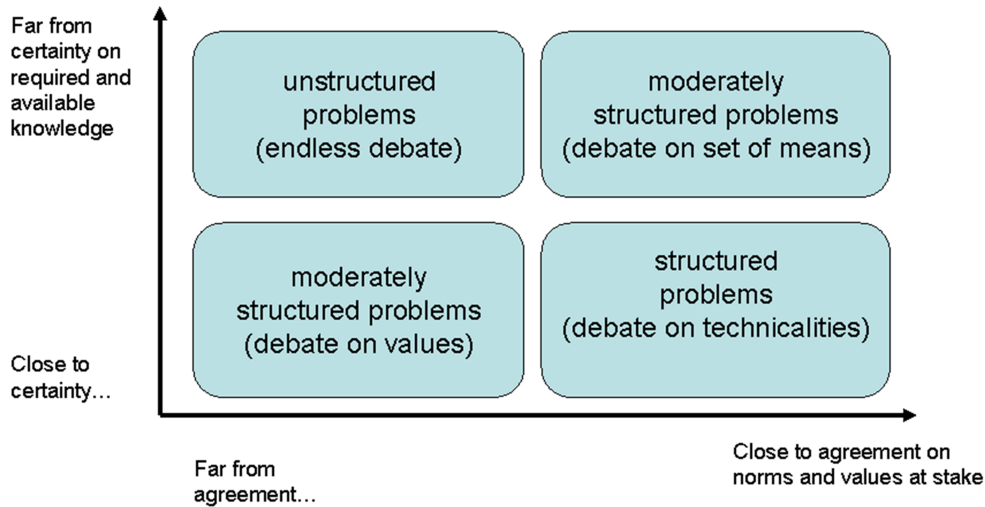 Far from
certainty on
required and
available
knowledge
unstructured
problems
(endless debate)
moderately
structured problems
(debate on set of means)
moderately
structured problems
(debate on values)
structured
problems
(debate on technicalities)
Close to
certainty…
Far from
agreement…
Close to agreement on
norms and values at stake